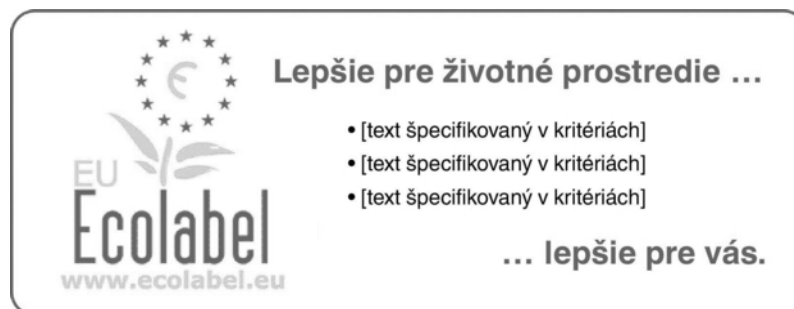 Lepšie pre životné prostredie …
• [text špecifikovaný v kritériách]
• [text špecifikovaný v kritériách]
• [text špecifikovaný v kritériách]
… lepšie pre vás.
EU
Ecolabel
www.ecolabel.eu